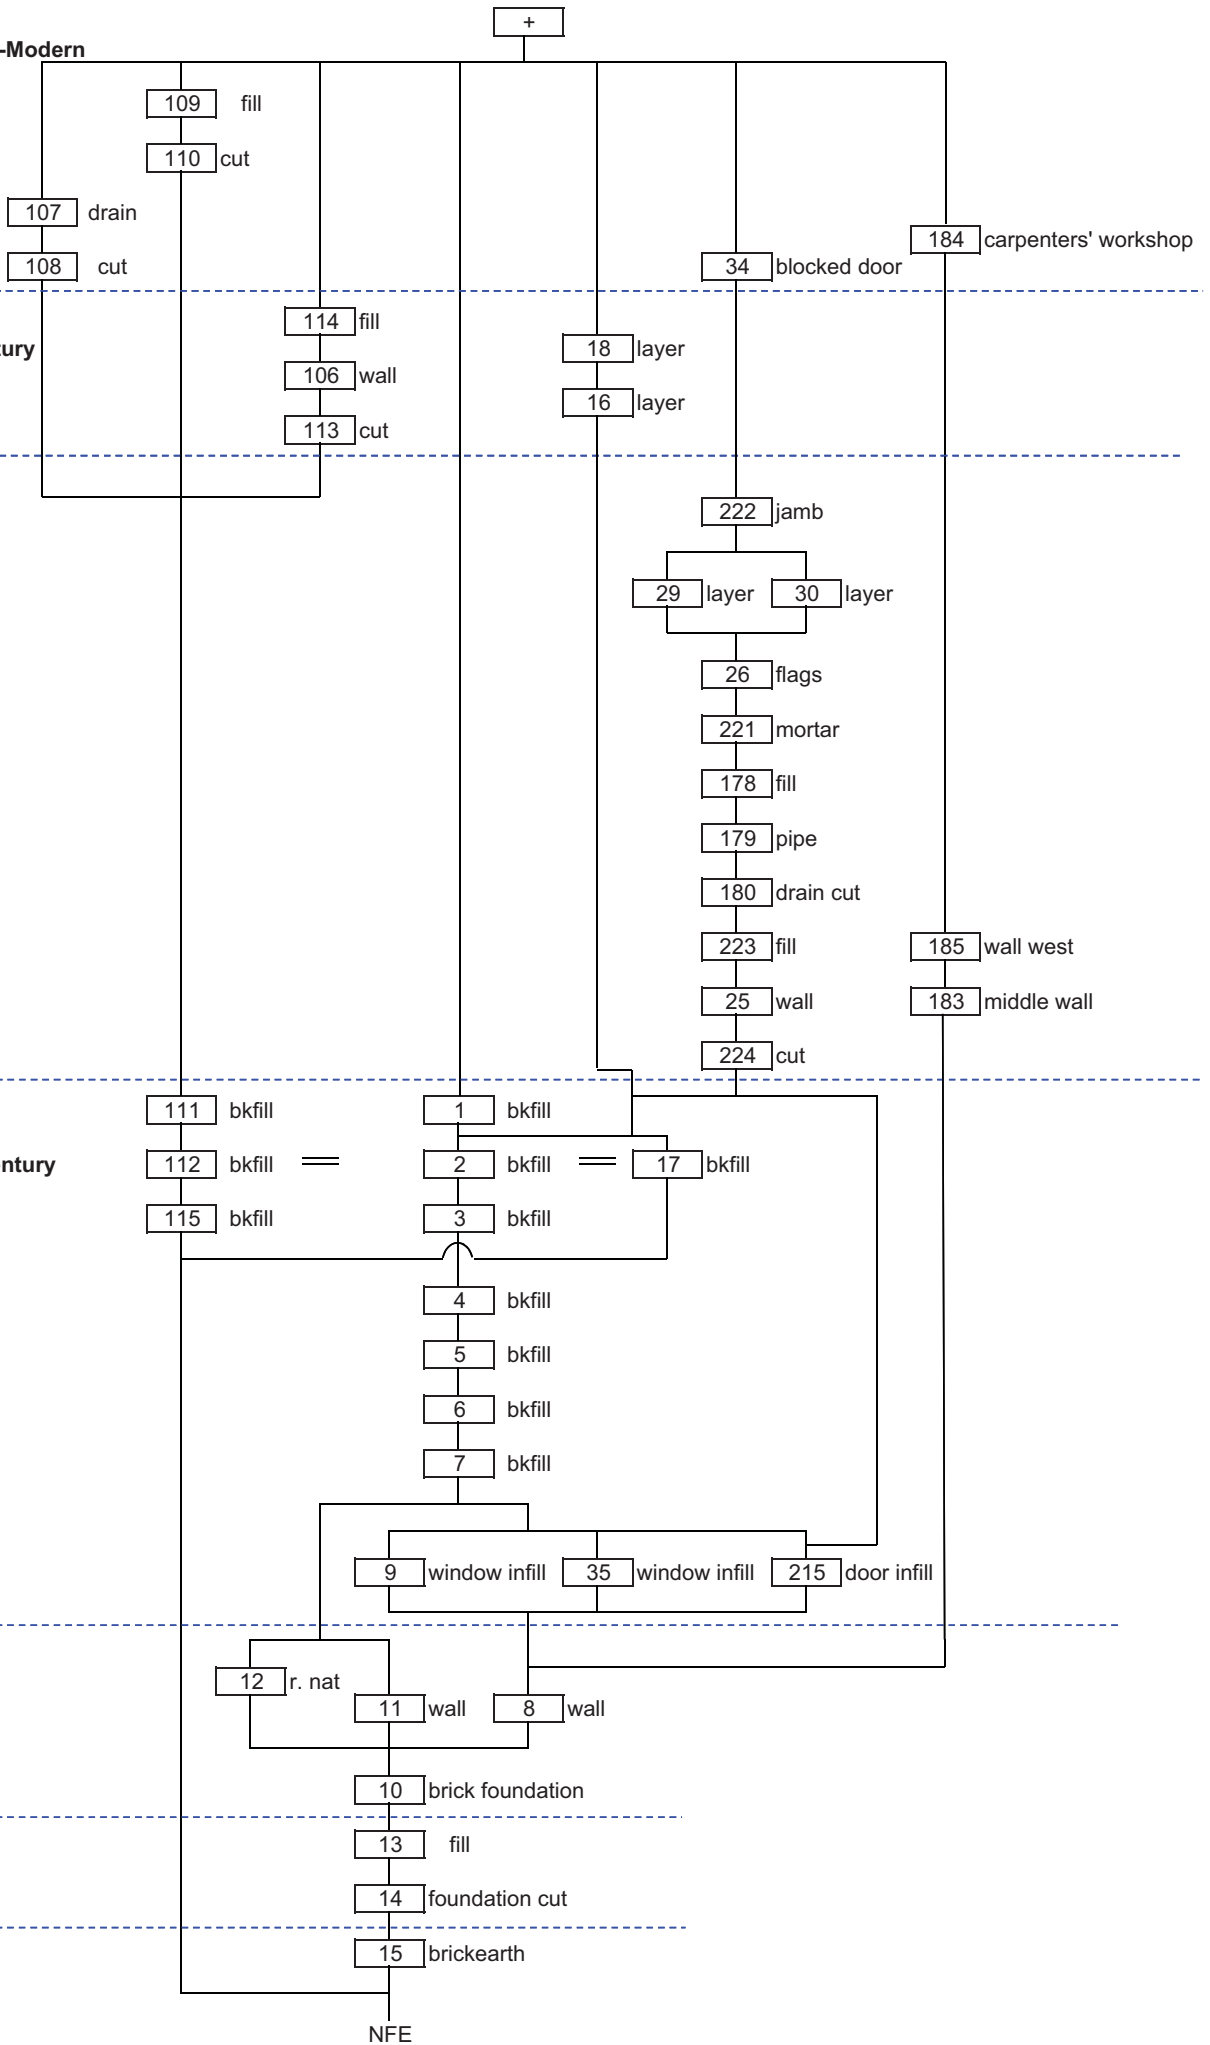 +
-Modern
109 fill
110 cut
107 drain
184 carpenters' workshop
108 cut
34 blocked door
114 fill
18 layer
tury
106 wall
16 layer
113 cut
222 jamb
29 layer
30 layer
26 flags
221 mortar
178 fill
179 pipe
180 drain cut
223 fill
185 wall west
25 wall
183 middle wall
224 cut
111 bkfill
1 bkfill
ntury
112 bkfill
2 bkfill
17 bkfill
115 bkfill
3 bkfill
4 bkfill
5 bkfill
6 bkfill
7 bkfill
9 window infill
35 window infill
215 door infill
12 r. nat
11 wall
8 wall
10 brick foundation
13 fill
14 foundation cut
15 brickearth
NFE